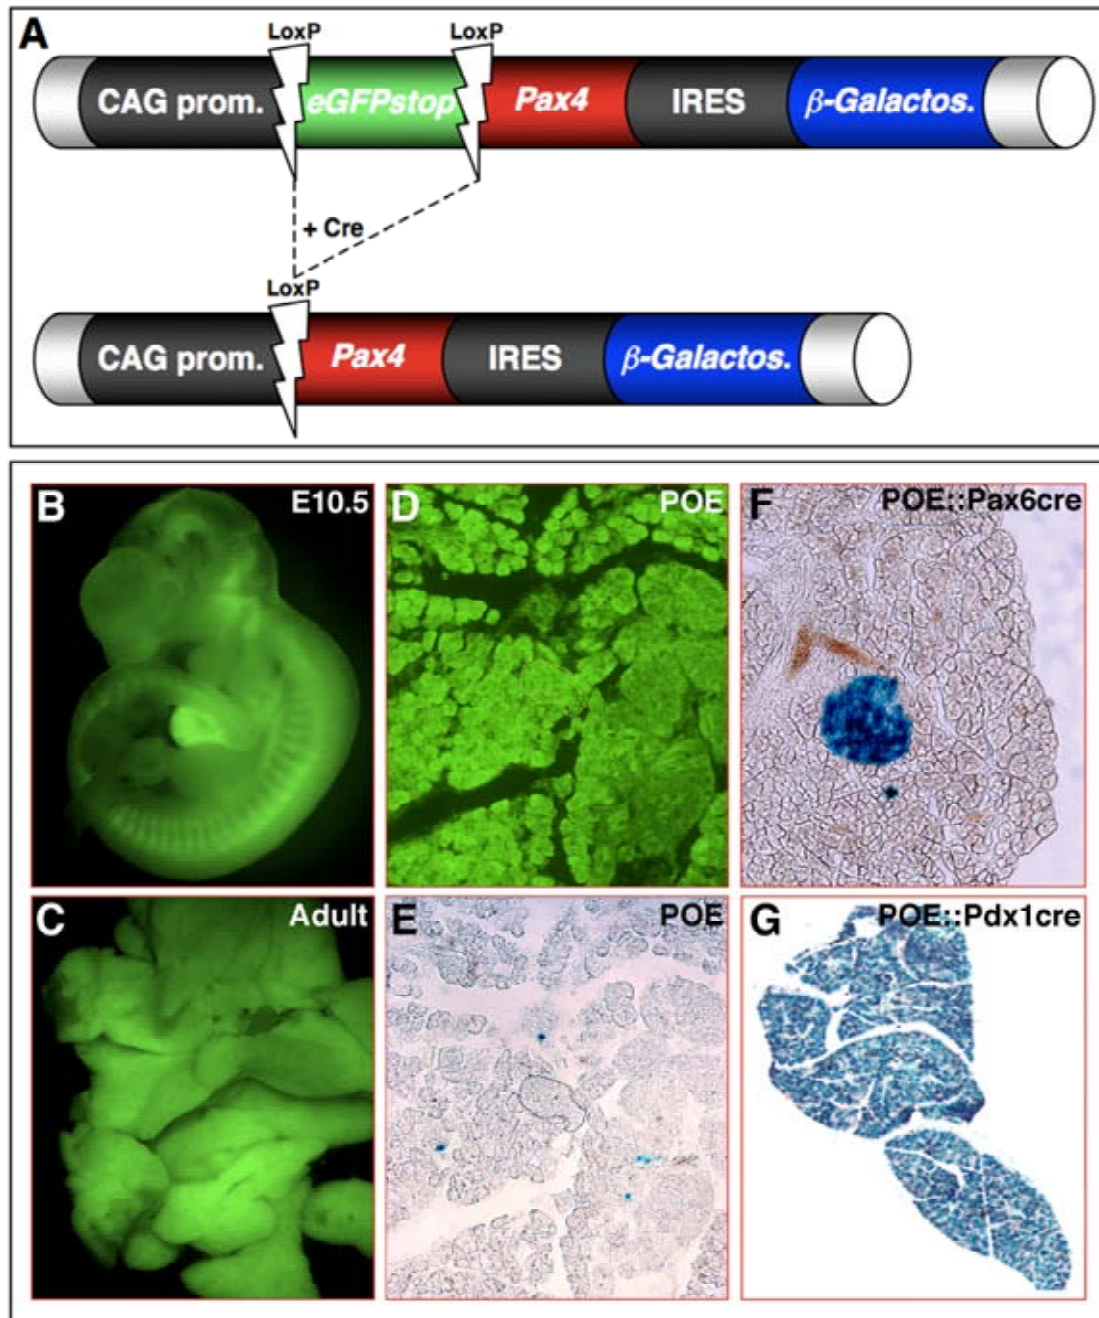 A
LoxP LoxP
CAG prom. eGFPstop Pax4 IRES β-Galactos.
+ Cre
LoxP
CAG prom. Pax4 IRES β-Galactos.
B E10.5
D POE
F POE::Pax6cre
C Adult
E POE
G POE::Pdx1cre